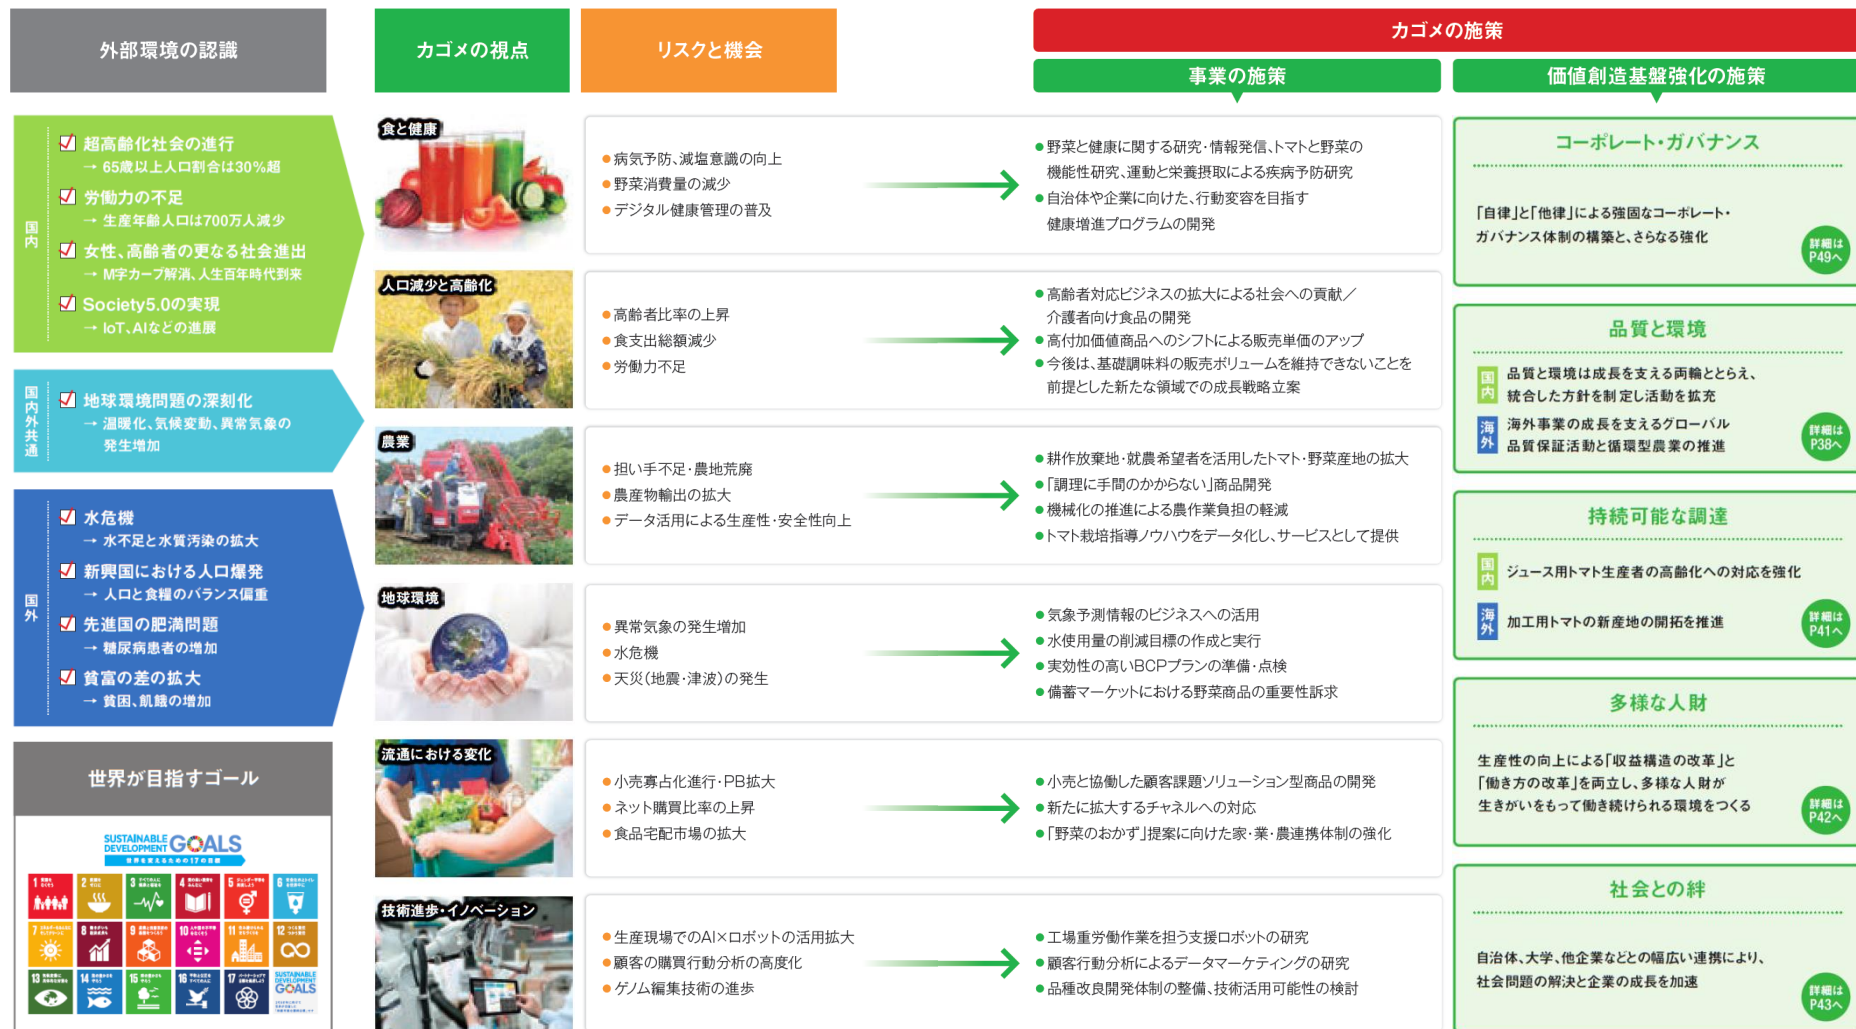 外部環境の認識
カゴメの視点
リスクと機会
カゴメの施策
事業の施策
価値創造基盤強化の施策
国内
超高齢化社会の進行
→ 65歳以上人口割合は30%超
労働力の不足
→ 生産年齢人口は700万人減少
女性、高齢者の更なる社会進出
→ M字カーブ解消、人生百年時代到来
Society5.0の実現
→ IoT、AIなどの進展
国内外共通
地球環境問題の深刻化
→ 温暖化、気候変動、異常気象の
発生増加
国外
水危機
→ 水不足と水質汚染の拡大
新興国における人口爆発
→ 人口と食糧のバランス偏重
先進国の肥満問題
→ 糖尿病患者の増加
貧富の差の拡大
→ 貧困、飢餓の増加
世界が目指すゴール
SUSTAINABLE
DEVELOPMENT GOALS
世界を変えるための17の目標
1
2
3
4
5
6
7
8
9
10
11
12
13
14
15
16
17
SUSTAINABLE
DEVELOPMENT
GOALS
食と健康
●病気予防、減塩意識の向上
●野菜消費量の減少
●デジタル健康管理の普及
●野菜と健康に関する研究・情報発信、トマトと野菜の
機能性研究、運動と栄養摂取による疾病予防研究
●自治体や企業に向けた、行動変容を目指す
健康増進プログラムの開発
人口減少と高齢化
●高齢者比率の上昇
●食支出総額減少
●労働力不足
●高齢者対応ビジネスの拡大による社会への貢献／
介護者向け食品の開発
●高付加価値商品へのシフトによる販売単価のアップ
●今後は、基礎調味料の販売ボリュームを維持できないことを
前提とした新たな領域での成長戦略立案
農業
●担い手不足・農地荒廃
●農産物輸出の拡大
●データ活用による生産性・安全性向上
●耕作放棄地・就農希望者を活用したトマト・野菜産地の拡大
●「調理に手間のかからない」商品開発
●機械化の推進による農作業負担の軽減
●トマト栽培指導ノウハウをデータ化し、サービスとして提供
地球環境
●異常気象の発生増加
●水危機
●天災（地震・津波）の発生
●気象予測情報のビジネスへの活用
●水使用量の削減目標の作成と実行
●実効性の高いBCPプランの準備・点検
●備蓄マーケットにおける野菜商品の重要性訴求
流通における変化
●小売寡占化進行・PB拡大
●ネット購買比率の上昇
●食品宅配市場の拡大
●小売と協働した顧客課題ソリューション型商品の開発
●新たに拡大するチャネルへの対応
●「野菜のおかず」提案に向けた家・業・農連携体制の強化
技術進歩・イノベーション
●生産現場でのAI×ロボットの活用拡大
●顧客の購買行動分析の高度化
●ゲノム編集技術の進歩
●工場重労働作業を担う支援ロボットの研究
●顧客行動分析によるデータマーケティングの研究
●品種改良開発体制の整備、技術活用可能性の検討
コーポレート・ガバナンス
「自律」と「他律」による強固なコーポレート・
ガバナンス体制の構築と、さらなる強化
詳細は
P49へ
品質と環境
国内
品質と環境は成長を支える両輪ととらえ、
統合した方針を制定し活動を拡充
海外
海外事業の成長を支えるグローバル
品質保証活動と循環型農業の推進
詳細は
P38へ
持続可能な調達
国内
ジュース用トマト生産者の高齢化への対応を強化
海外
加工用トマトの新産地の開拓を推進
詳細は
P41へ
多様な人財
生産性の向上による「収益構造の改革」と
「働き方の改革」を両立し、多様な人財が
生きがいをもって働き続けられる環境をつくる
詳細は
P42へ
社会との絆
自治体、大学、他企業などとの幅広い連携により、
社会問題の解決と企業の成長を加速
詳細は
P43へ